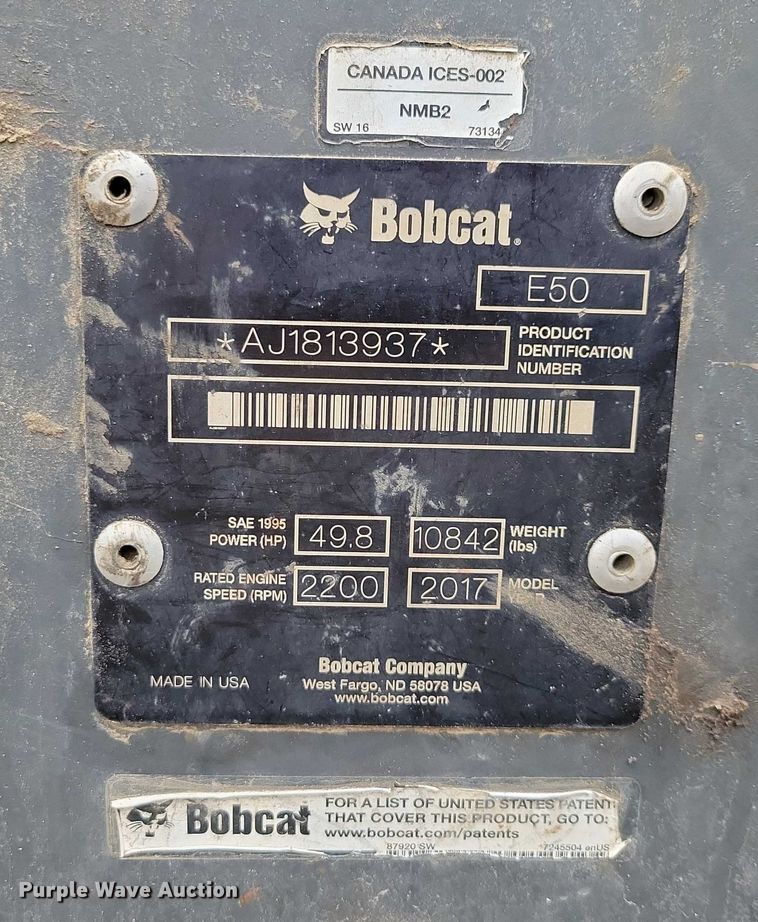 CANADA ICES-002
NMB2
SW 16 73134
Bobcat®
E50
*AJ1813937*
PRODUCT
IDENTIFICATION
NUMBER
SAE 1995
POWER (HP)
49.8
10842
WEIGHT
(lbs)
RATED ENGINE
SPEED (RPM)
2200
2017
MODEL
MADE IN USA
Bobcat Company
West Fargo, ND 58078 USA
www.bobcat.com
Bobcat
FOR A LIST OF UNITED STATES PATENT
THAT COVER THIS PRODUCT, GO TO:
www.bobcat.com/patents
87920 SW 7245504 enUS
Purple Wave Auction